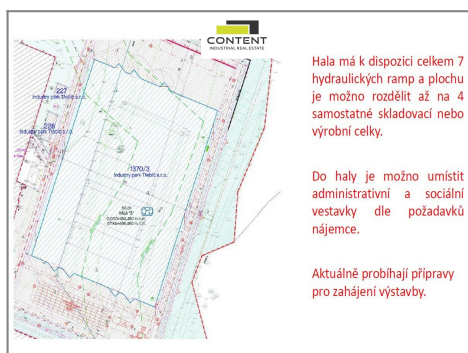 CONTENT
INDUSTRIAL REAL ESTATE
Hala má k dispozici celkem 7
hydraulických ramp a plochu
je možno rozdělit až na 4
samostatné skladovací nebo
výrobní celky.
Do haly je možno umístit
administrativní a sociální
vestavky dle požadavků
nájemce.
Aktuálně probíhají přípravy
pro zahájení výstavby.
227
Industry park Třebíč s.r.o.
226
Industry park Třebíč s.r.o.
1370/3
Industry park Třebíč s.r.o.